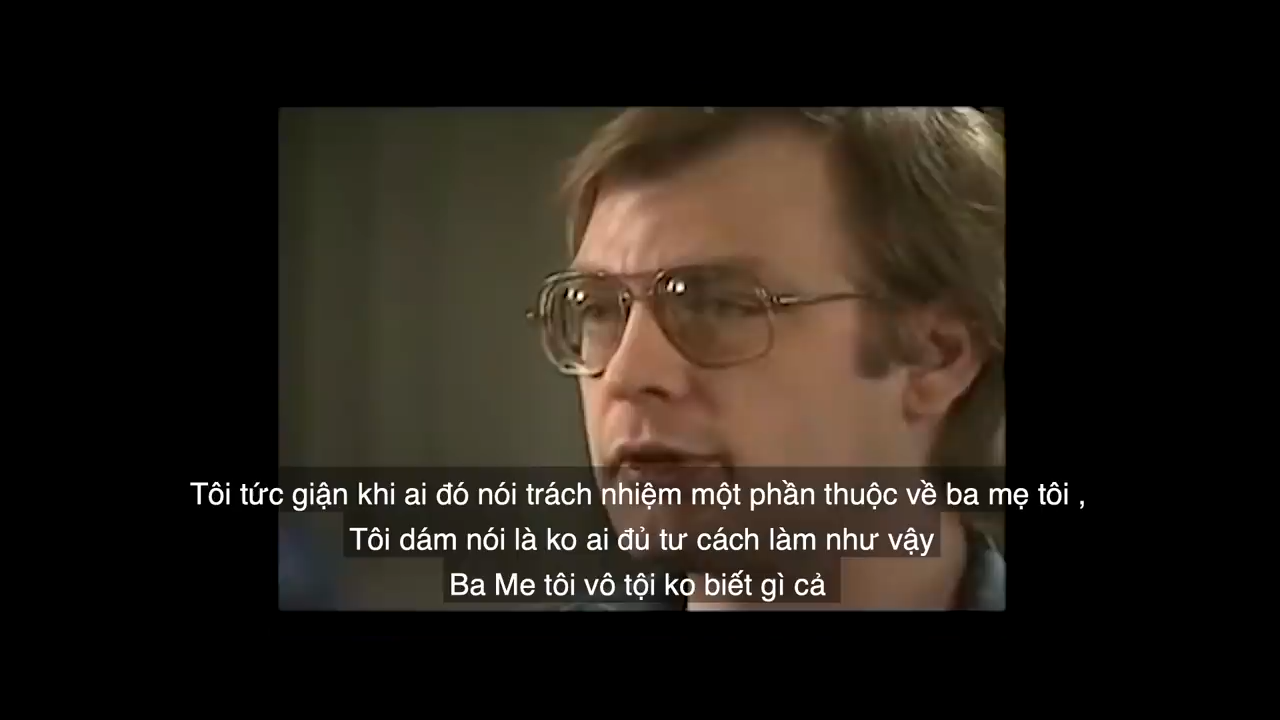 Tôi tức giận khi ai đó nói trách nhiệm một phần thuộc về ba mẹ tôi ,
Tôi dám nói là ko ai đủ tư cách làm như vậy
Ba Me tôi vô tội ko biết gì cả